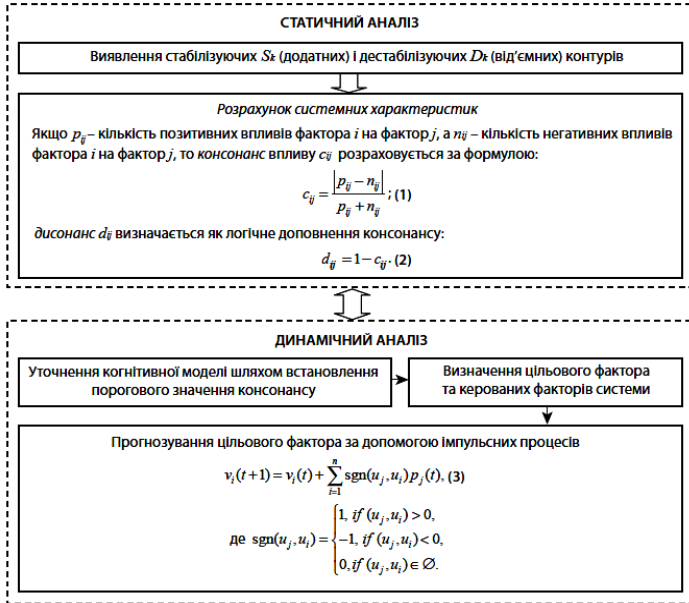 СТАТИЧНИЙ АНАЛІЗ
Виявлення стабілізуючих Sₖ (додатних) і дестабілізуючих Dₖ (від’ємних) контурів
Розрахунок системних характеристик
Якщо pᵢⱼ – кількість позитивних впливів фактора i на фактор j, а nᵢⱼ – кількість негативних впливів
фактора i на фактор j, то консонанс впливу cᵢⱼ розраховується за формулою:
cᵢⱼ = |pᵢⱼ − nᵢⱼ| / (pᵢⱼ + nᵢⱼ) ; (1)
дисонанс dᵢⱼ визначається як логічне доповнення консонансу:
dᵢⱼ = 1 − cᵢⱼ. (2)
ДИНАМІЧНИЙ АНАЛІЗ
Уточнення когнітивної моделі шляхом встановлення
порогового значення консонансу
Визначення цільового фактора
та керованих факторів системи
Прогнозування цільового фактора за допомогою імпульсних процесів
vᵢ(t+1) = vᵢ(t) + ∑ⁿᵢ₌₁ sgn(uⱼ, uᵢ) pⱼ(t), (3)
де sgn(uⱼ, uᵢ) = {1, if (uⱼ, uᵢ) > 0,
−1, if (uⱼ, uᵢ) < 0,
0, if (uⱼ, uᵢ) ∈ ∅.